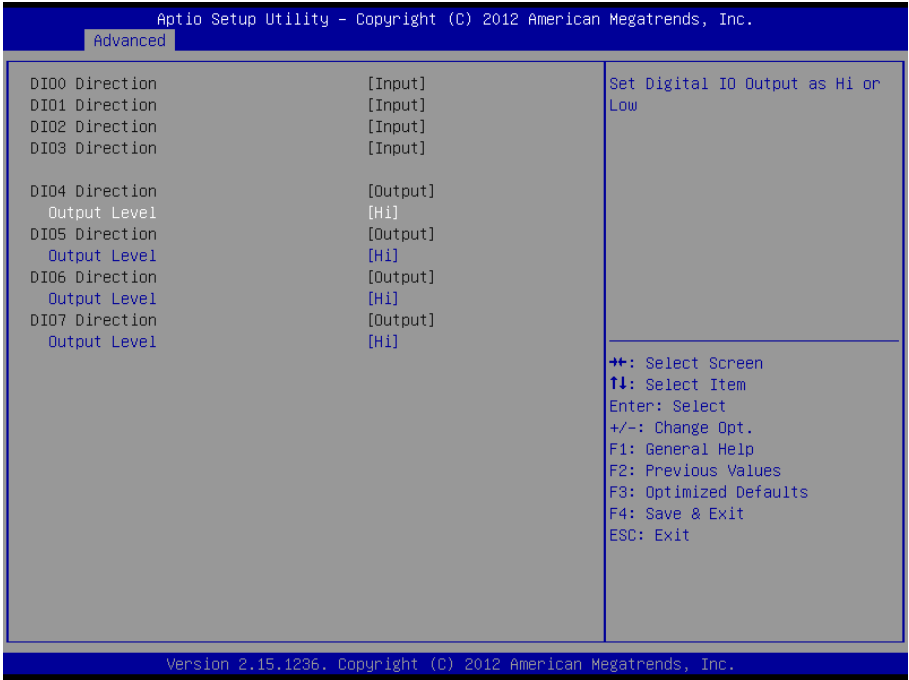 Aptio Setup Utility – Copyright (C) 2012 American Megatrends, Inc.
Advanced
DIO0 Direction [Input]
DIO1 Direction [Input]
DIO2 Direction [Input]
DIO3 Direction [Input]
DIO4 Direction [Output]
Output Level [Hi]
DIO5 Direction [Output]
Output Level [Hi]
DIO6 Direction [Output]
Output Level [Hi]
DIO7 Direction [Output]
Output Level [Hi]
Set Digital IO Output as Hi or
Low
→←: Select Screen
↑↓: Select Item
Enter: Select
+/-: Change Opt.
F1: General Help
F2: Previous Values
F3: Optimized Defaults
F4: Save & Exit
ESC: Exit
Version 2.15.1236. Copyright (C) 2012 American Megatrends, Inc.